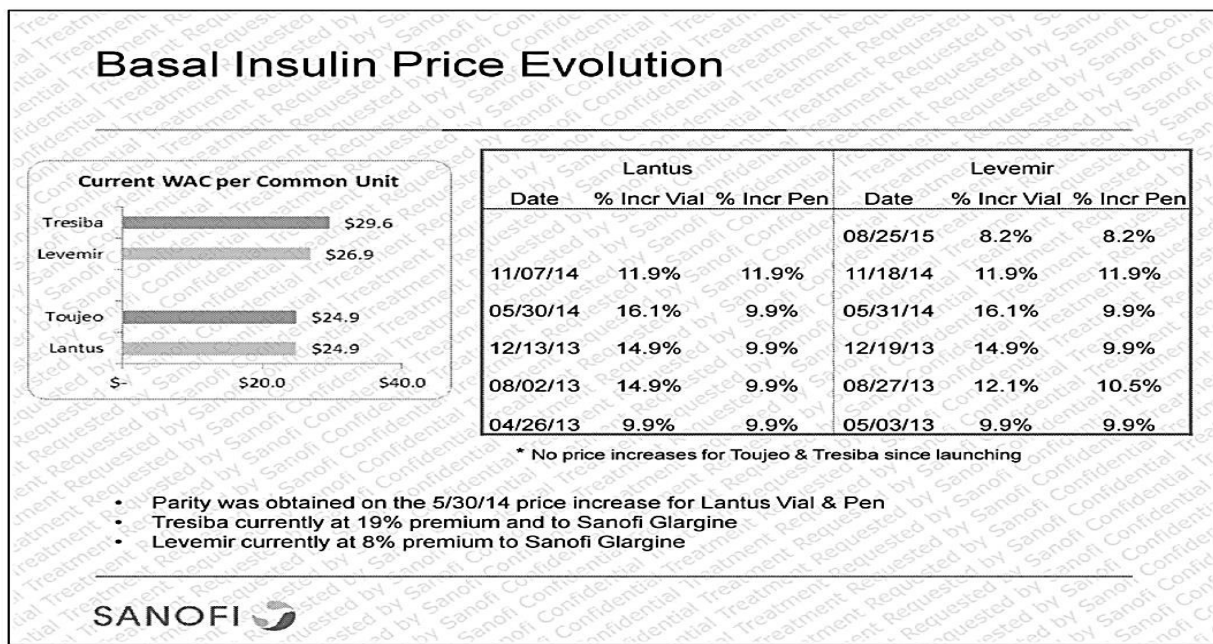 Basal Insulin Price Evolution
Current WAC per Common Unit
Tresiba $29.6
Levemir $26.9
Toujeo $24.9
Lantus $24.9
$- $20.0 $40.0
Lantus Levemir
Date % Incr Vial % Incr Pen Date % Incr Vial % Incr Pen
08/25/15 8.2% 8.2%
11/07/14 11.9% 11.9% 11/18/14 11.9% 11.9%
05/30/14 16.1% 9.9% 05/31/14 16.1% 9.9%
12/13/13 14.9% 9.9% 12/19/13 14.9% 9.9%
08/02/13 14.9% 9.9% 08/27/13 12.1% 10.5%
04/26/13 9.9% 9.9% 05/03/13 9.9% 9.9%
* No price increases for Toujeo & Tresiba since launching
• Parity was obtained on the 5/30/14 price increase for Lantus Vial & Pen
• Tresiba currently at 19% premium and to Sanofi Glargine
• Levemir currently at 8% premium to Sanofi Glargine
SANOFI
Confidential Treatment Requested by Sanofi